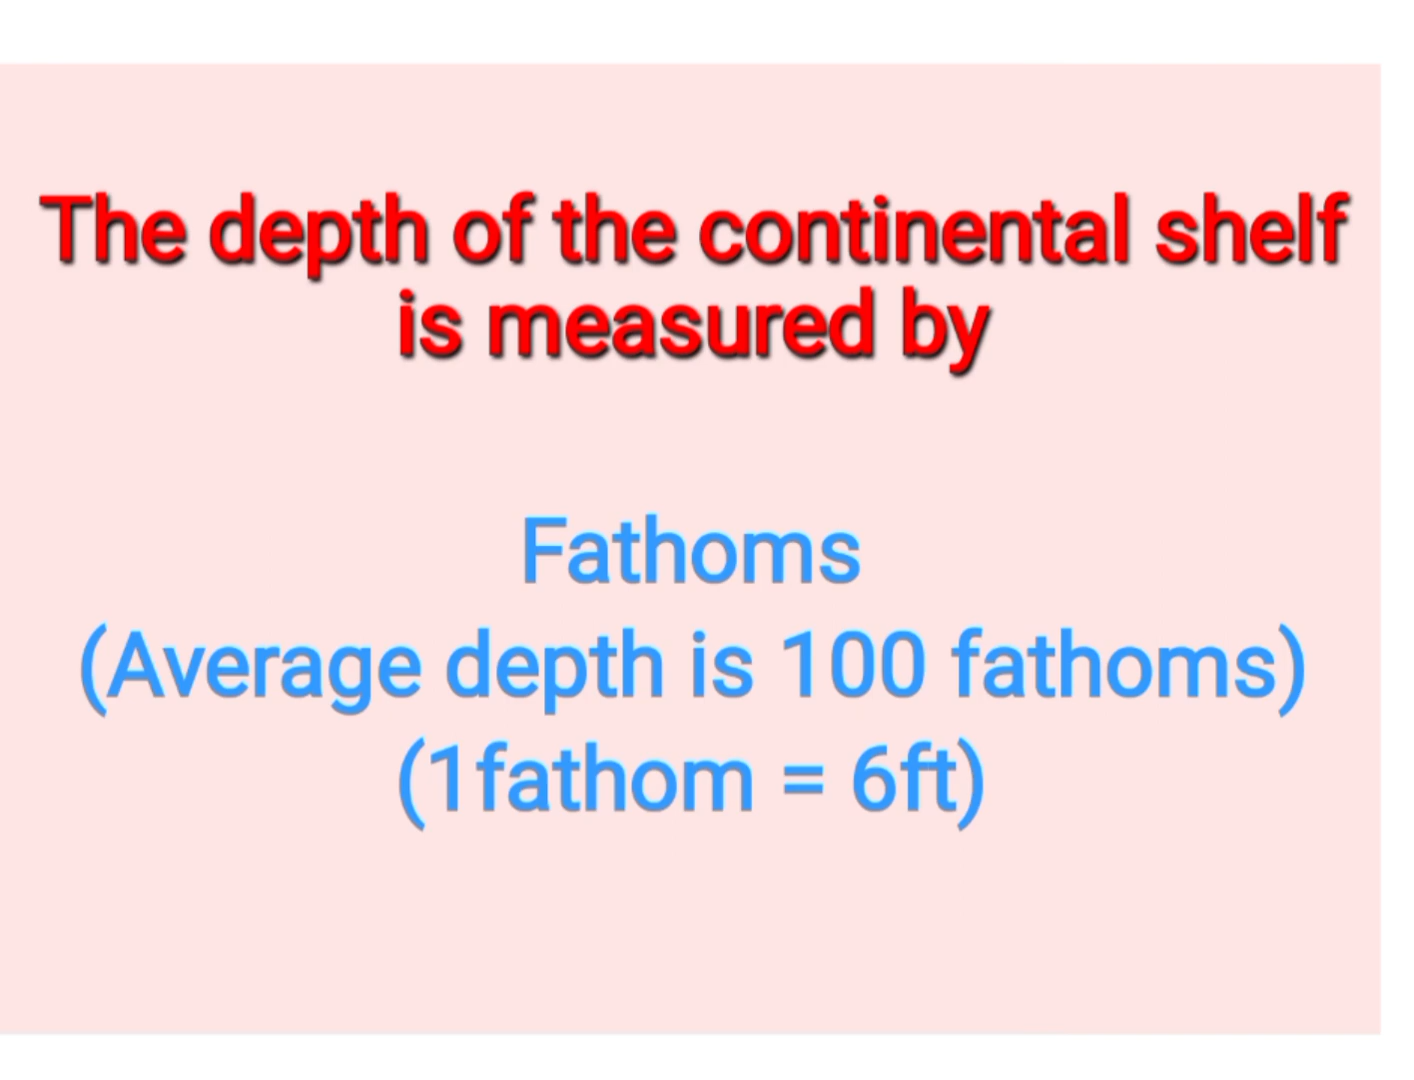 The depth of the continental shelf
is measured by
Fathoms
(Average depth is 100 fathoms)
(1fathom = 6ft)